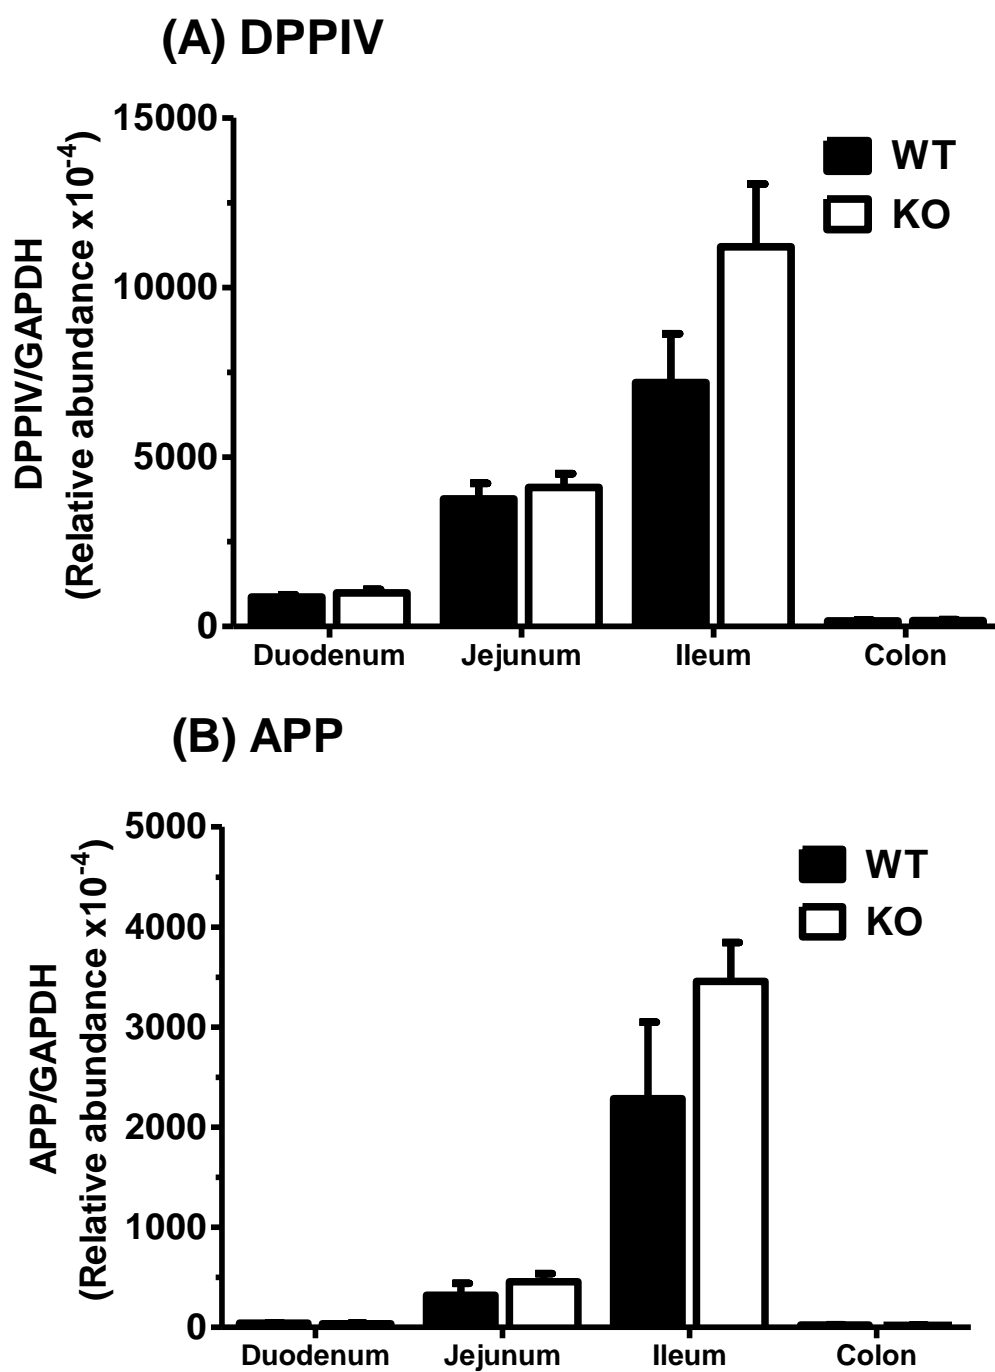 (A) DPPIV
DPPIV/GAPDH
(Relative abundance x10⁻⁴)
15000
10000
5000
0
WT
KO
Duodenum Jejunum Ileum Colon
(B) APP
APP/GAPDH
(Relative abundance x10⁻⁴)
5000
4000
3000
2000
1000
0
WT
KO
Duodenum Jejunum Ileum Colon